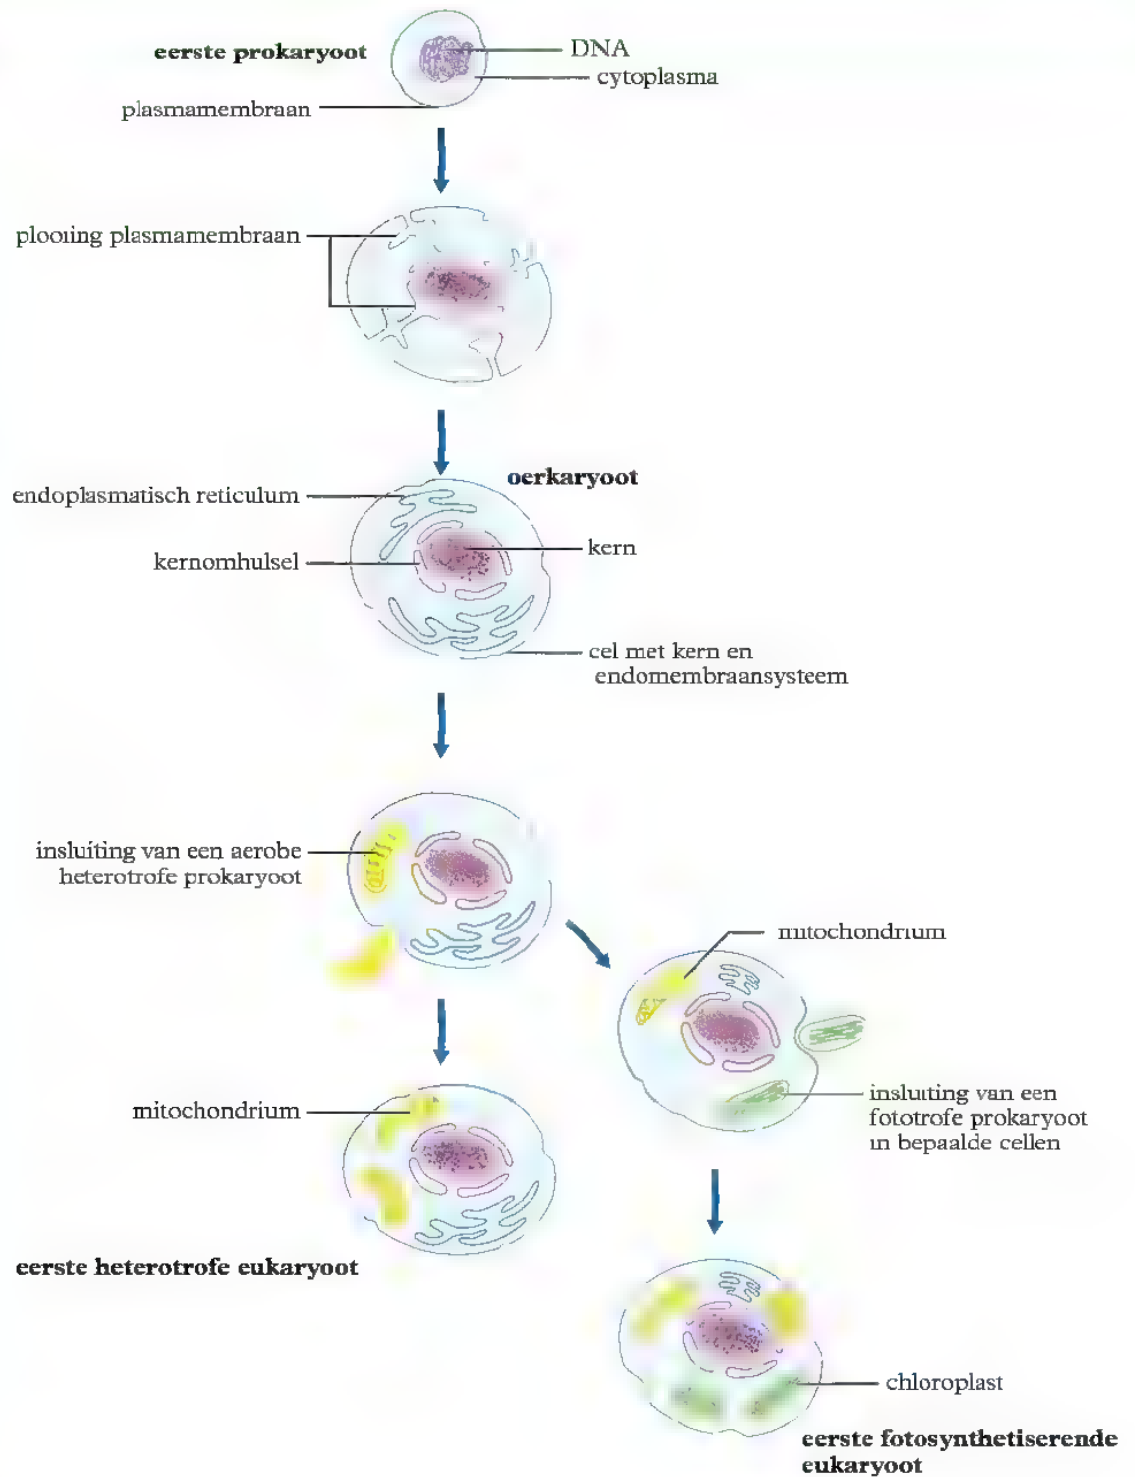 eerste prokaryoot
DNA
cytoplasma
plasmamembraan
plooiing plasmamembraan
oerkaryoot
endoplasmatisch reticulum
kern
kernomhulsel
cel met kern en
endomembraansysteem
insluiting van een aerobe
heterotrofe prokaryoot
mitochondrium
insluiting van een
fototrofe prokaryoot
in bepaalde cellen
mitochondrium
eerste heterotrofe eukaryoot
chloroplast
eerste fotosynthetiserende
eukaryoot